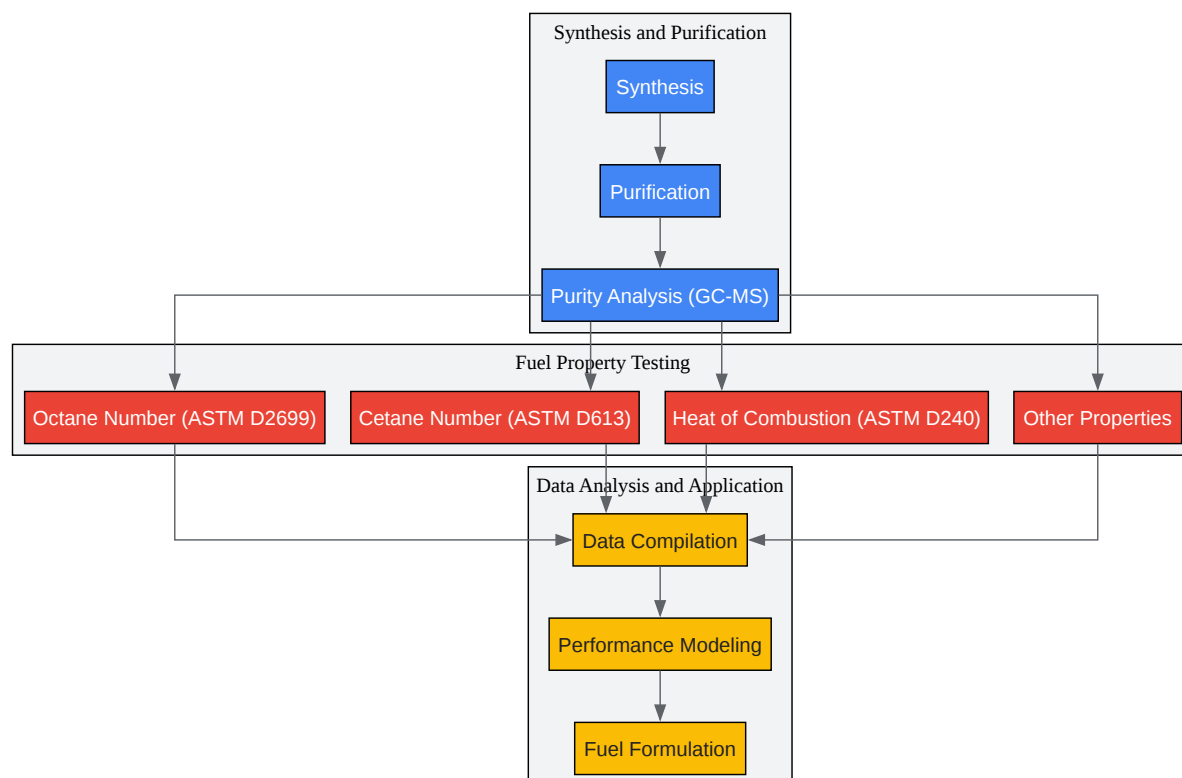 Synthesis and Purification
Synthesis
Purification
Purity Analysis (GC-MS)
Fuel Property Testing
Octane Number (ASTM D2699)
Cetane Number (ASTM D613)
Heat of Combustion (ASTM D240)
Other Properties
Data Analysis and Application
Data Compilation
Performance Modeling
Fuel Formulation